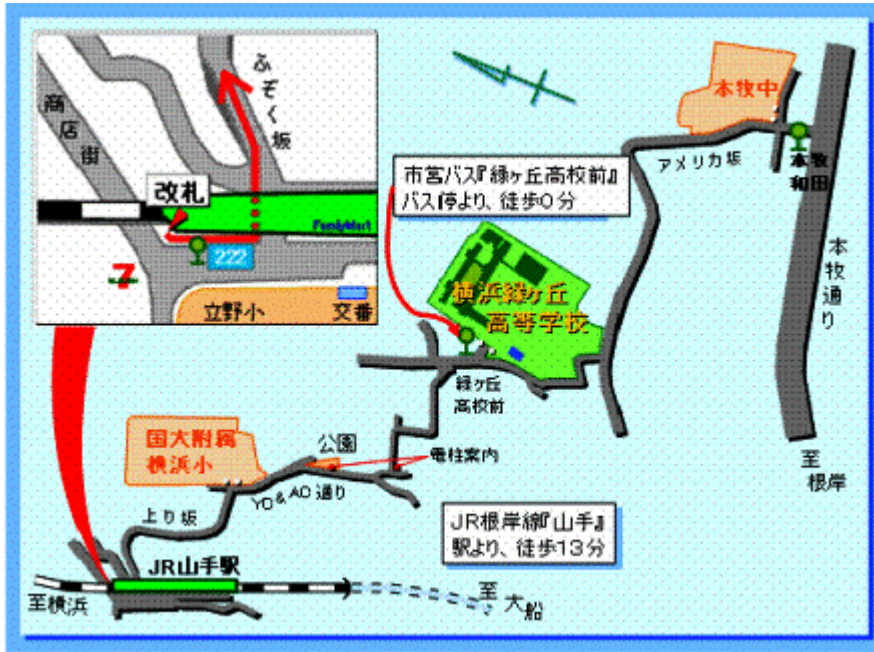 ふぞく坂
商店街
改札
FamilyMart
222
7
立野小
交番
本牧中
アメリカ坂
本牧
和田
市営バス『緑ヶ丘高校前』
バス停より、徒歩0分
横浜緑ヶ丘
高等学校
本牧通り
緑ヶ丘
高校前
至
根岸
国大附属
横浜小
公園
電柱案内
YC&AC通り
上り坂
JR根岸線『山手』
駅より、徒歩13分
JR山手駅
至横浜
至
大船